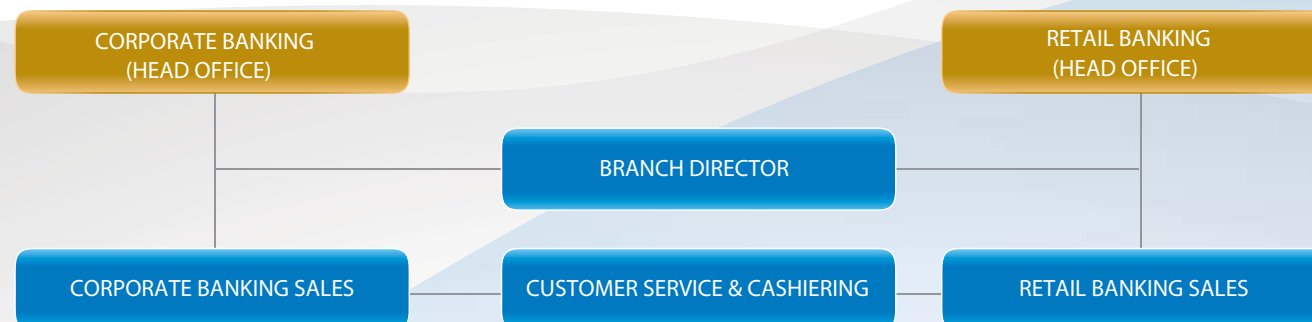 CORPORATE BANKING
(HEAD OFFICE)
RETAIL BANKING
(HEAD OFFICE)
BRANCH DIRECTOR
CORPORATE BANKING SALES
CUSTOMER SERVICE & CASHIERING
RETAIL BANKING SALES